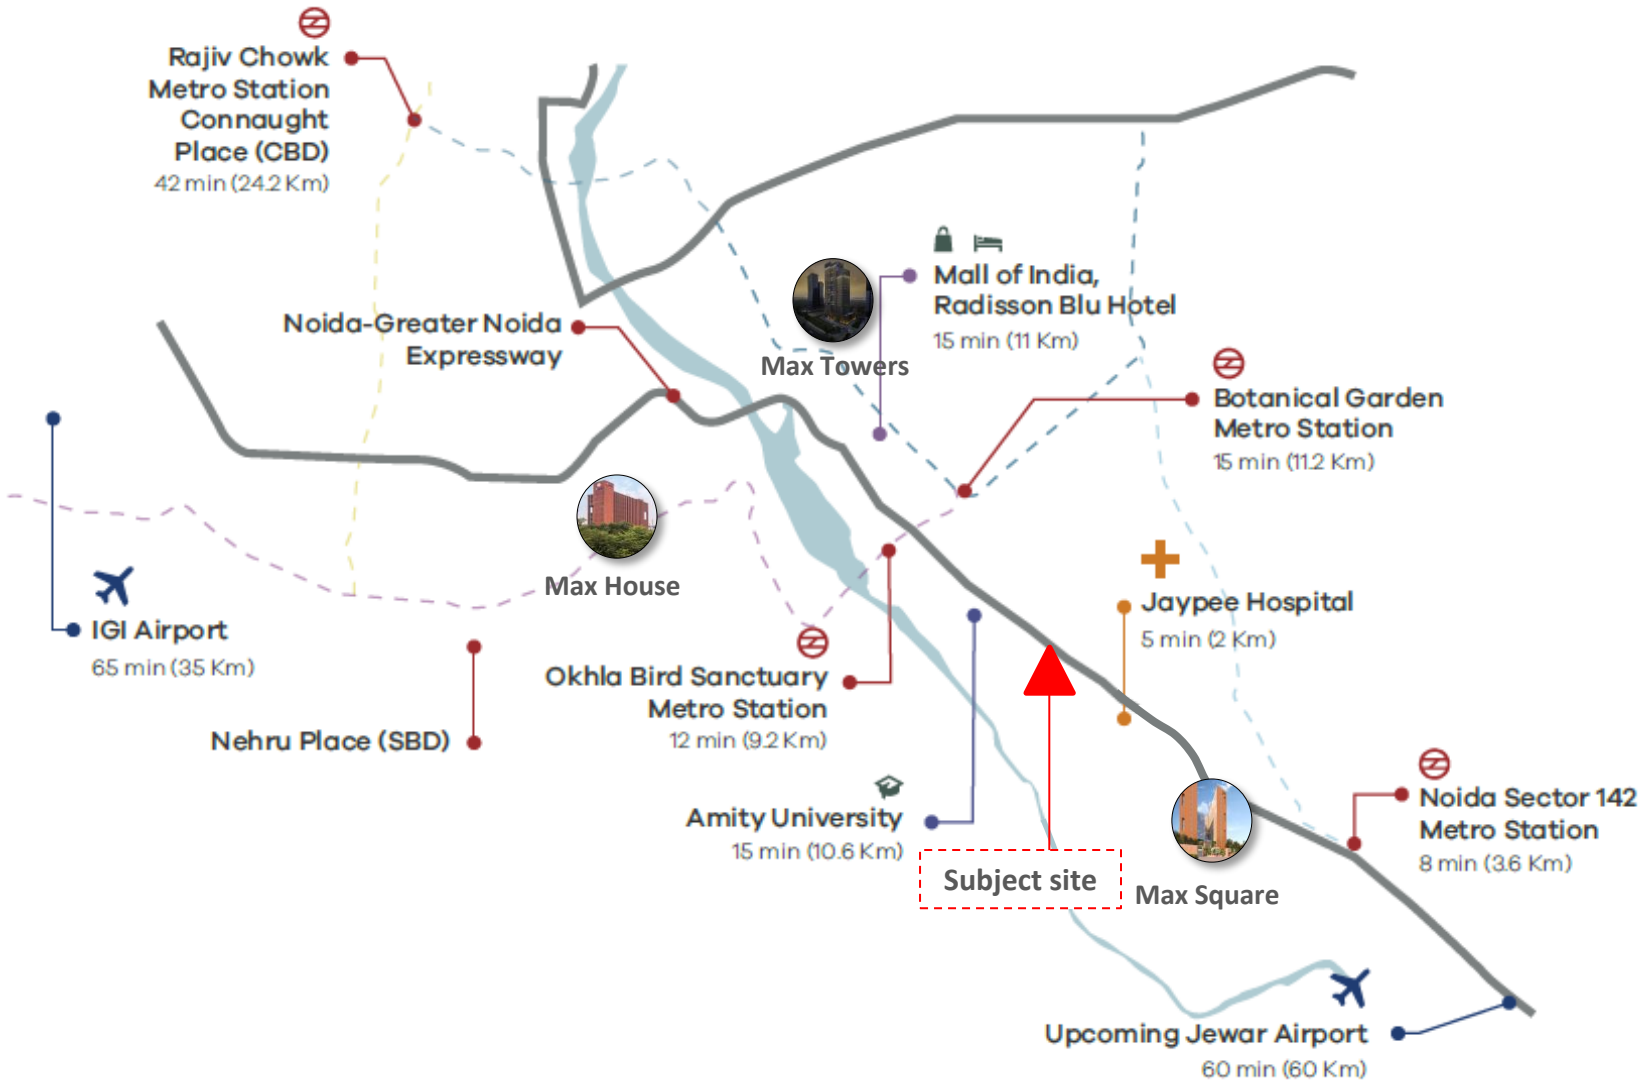 Rajiv Chowk
Metro Station
Connaught
Place (CBD)
42 min (24.2 Km)
Mall of India,
Radisson Blu Hotel
15 min (11 Km)
Noida-Greater Noida
Expressway
Max Towers
Botanical Garden
Metro Station
15 min (11.2 Km)
Max House
IGI Airport
65 min (35 Km)
Jaypee Hospital
5 min (2 Km)
Okhla Bird Sanctuary
Metro Station
12 min (9.2 Km)
Nehru Place (SBD)
Amity University
15 min (10.6 Km)
Noida Sector 142
Metro Station
8 min (3.6 Km)
Subject site
Max Square
Upcoming Jewar Airport
60 min (60 Km)